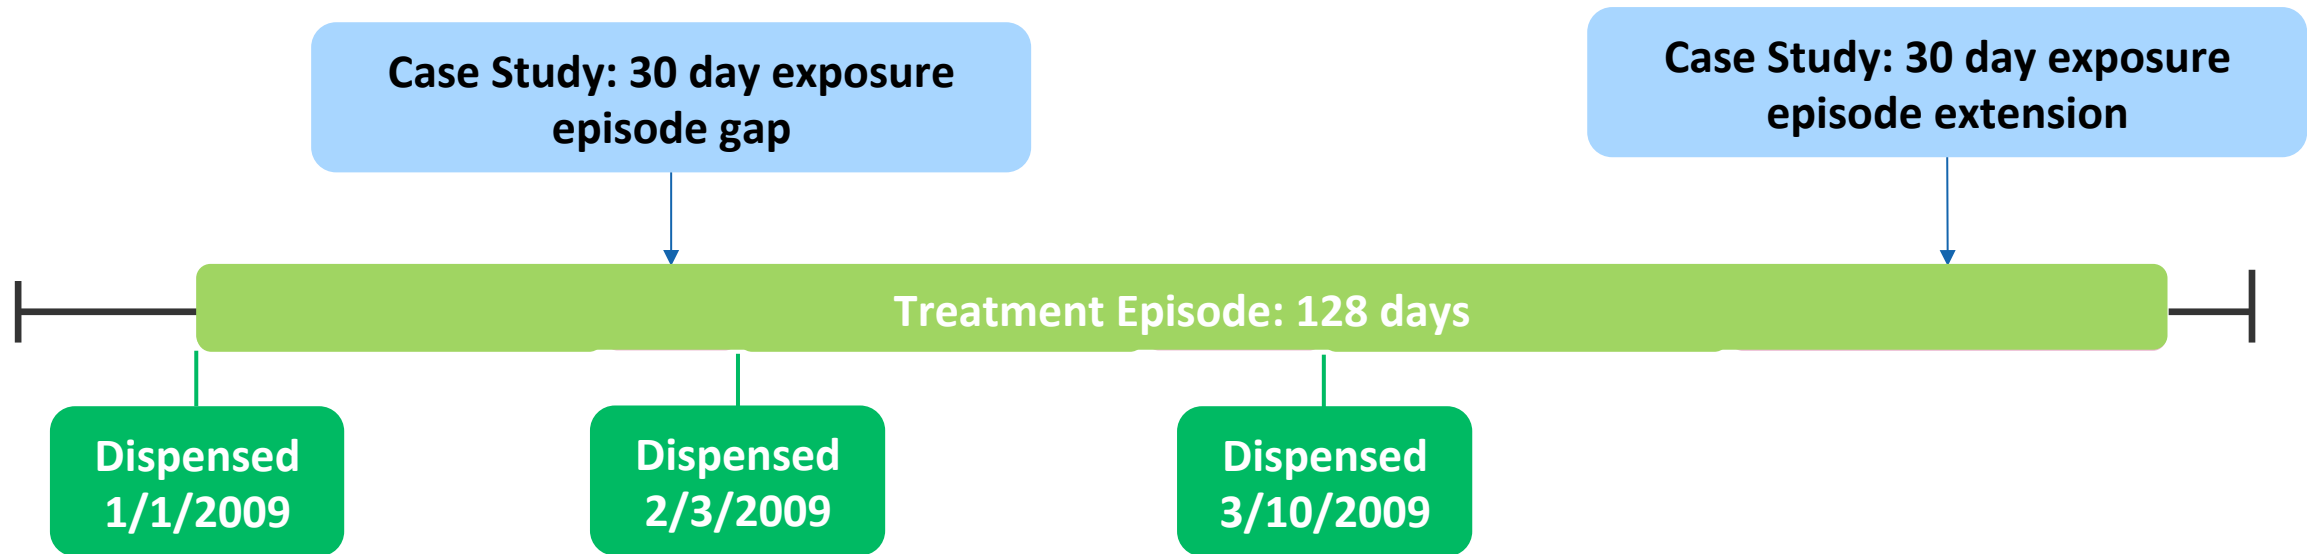 Case Study: 30 day exposure
episode gap
Case Study: 30 day exposure
episode extension
Treatment Episode: 128 days
Dispensed
1/1/2009
Dispensed
2/3/2009
Dispensed
3/10/2009